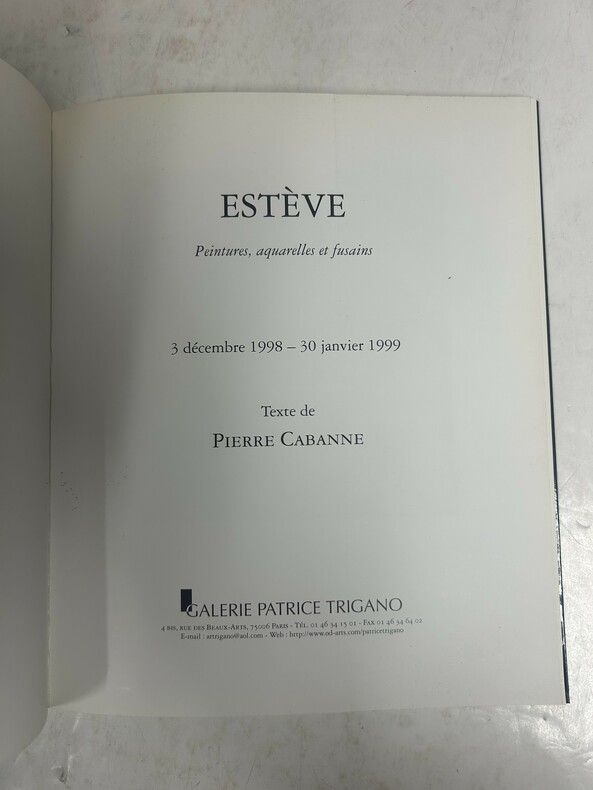 ESTÈVE
Peintures, aquarelles et fusains
3 décembre 1998 – 30 janvier 1999
Texte de
PIERRE CABANNE
GALERIE PATRICE TRIGANO
4 BIS, RUE DES BEAUX-ARTS, 75006 PARIS - TÉL. 01 46 34 15 01 - FAX 01 46 34 64 02
E-mail : artrigano@aol.com - Web : http://www.od-arts.com/patricetrigano